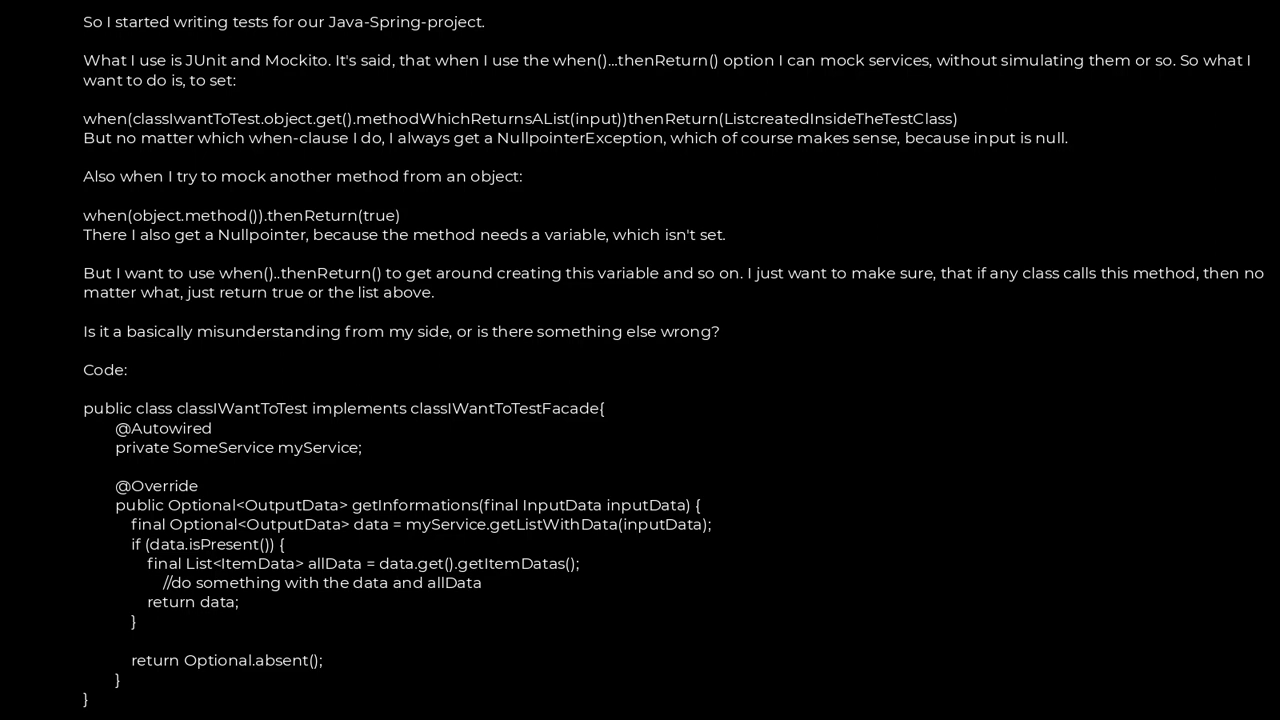 So I started writing tests for our Java-Spring-project.
What I use is JUnit and Mockito. It's said, that when I use the when()...thenReturn() option I can mock services, without simulating them or so. So what I
want to do is, to set:
when(classIwantToTest.object.get().methodWhichReturnsAList(input))thenReturn(ListcreatedInsideTheTestClass)
But no matter which when-clause I do, I always get a NullpointerException, which of course makes sense, because input is null.
Also when I try to mock another method from an object:
when(object.method()).thenReturn(true)
There I also get a Nullpointer, because the method needs a variable, which isn't set.
But I want to use when()..thenReturn() to get around creating this variable and so on. I just want to make sure, that if any class calls this method, then no
matter what, just return true or the list above.
Is it a basically misunderstanding from my side, or is there something else wrong?
Code:
public class classIWantToTest implements classIWantToTestFacade{
        @Autowired
        private SomeService myService;
        @Override
        public Optional<OutputData> getInformations(final InputData inputData) {
            final Optional<OutputData> data = myService.getListWithData(inputData);
            if (data.isPresent()) {
                final List<ItemData> allData = data.get().getItemDatas();
                    //do something with the data and allData
                return data;
            }
            return Optional.absent();
        }
}